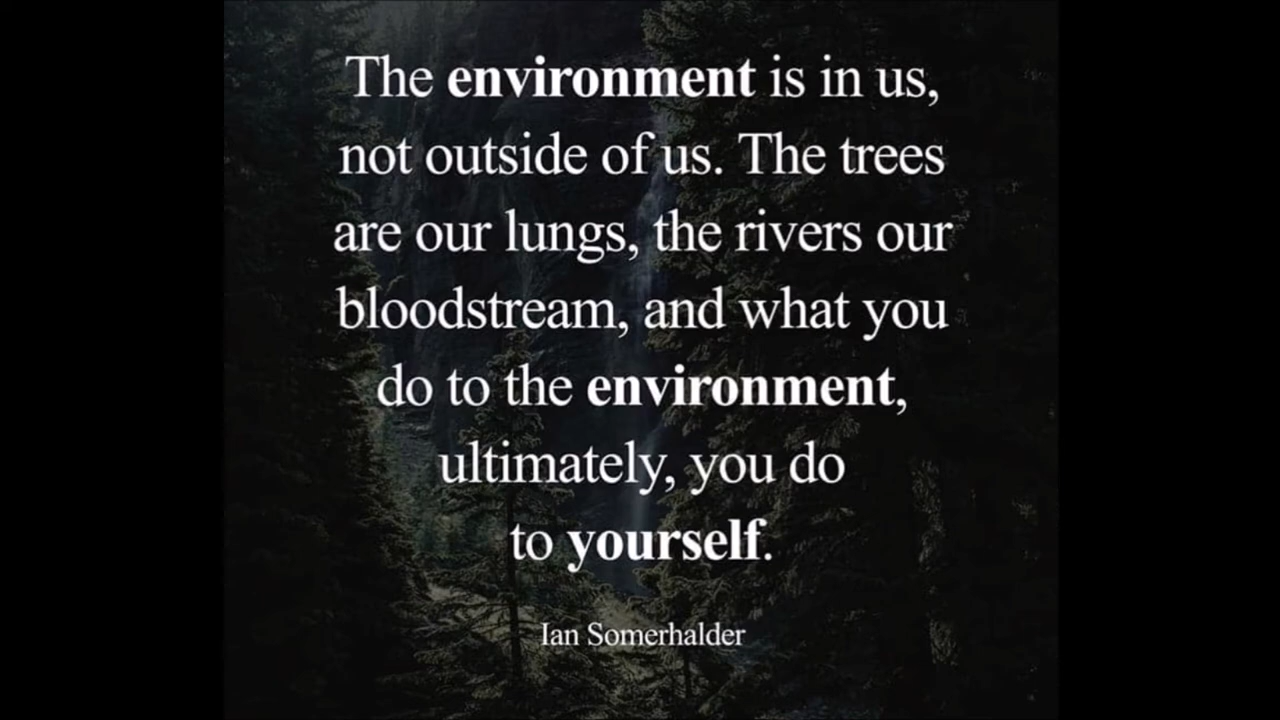 The environment is in us,
not outside of us. The trees
are our lungs, the rivers our
bloodstream, and what you
do to the environment,
ultimately, you do
to yourself.
Ian Somerhalder